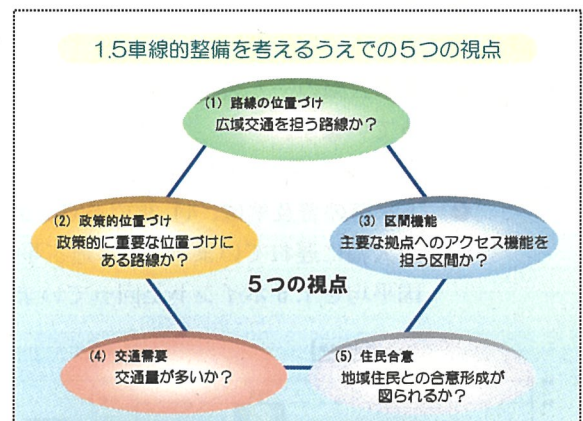 1.5車線的整備を考えるうえでの5つの視点
(1) 路線の位置づけ
広域交通を担う路線か？
(2) 政策的位置づけ
政策的に重要な位置づけに
ある路線か？
(3) 区間機能
主要な拠点へのアクセス機能を
担う区間か？
5つの視点
(4) 交通需要
交通量が多いか？
(5) 住民合意
地域住民との合意形成が
図られるか？